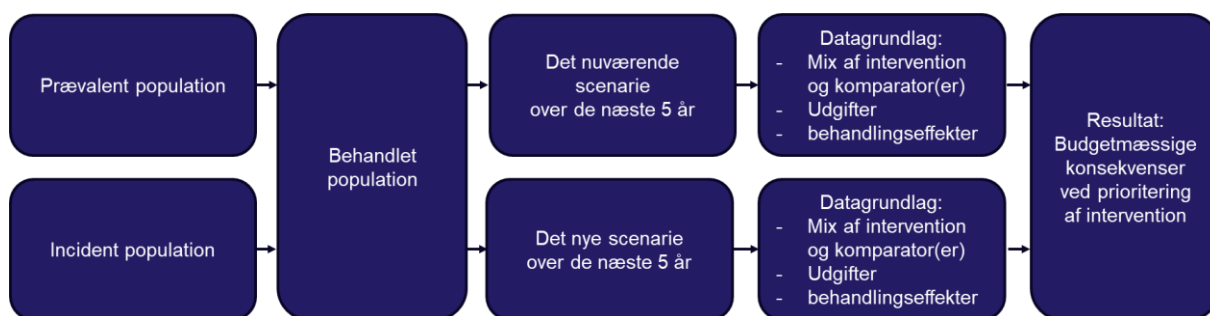 Prævalent population
Incident population
Behandlet
population
Det nuværende
scenarie
over de næste 5 år
Det nye scenarie
over de næste 5 år
Datagrundlag:
- Mix af intervention
og komparator(er)
- Udgifter
- behandlingseffekter
Datagrundlag:
- Mix af intervention
og komparator(er)
- Udgifter
- behandlingseffekter
Resultat:
Budgetmæssige
konsekvenser
ved prioritering
af intervention